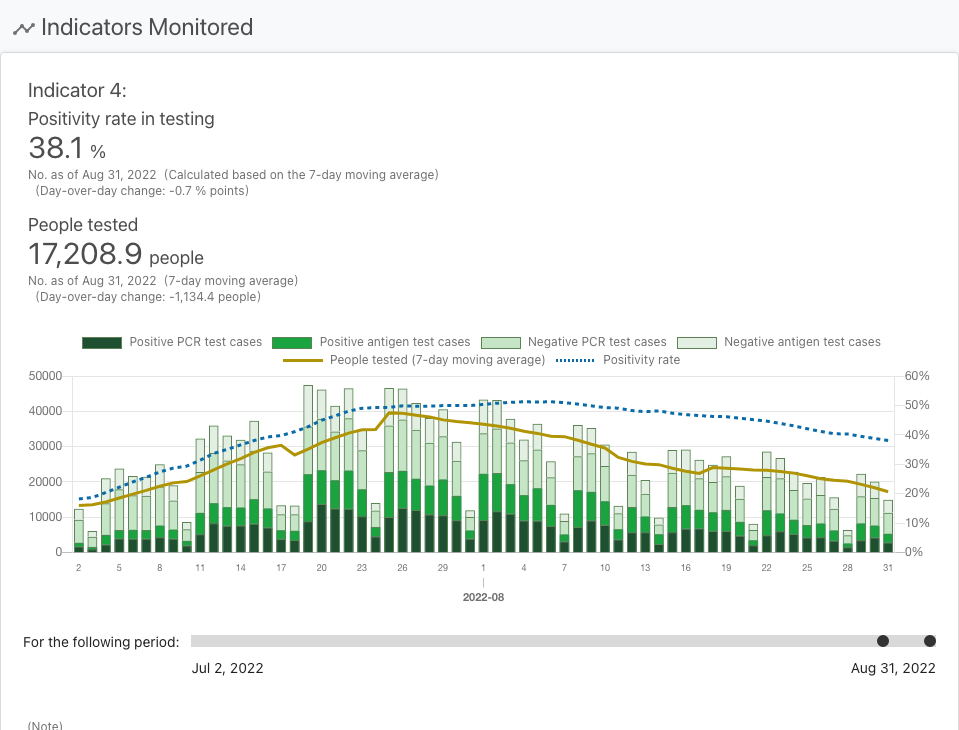 Indicators Monitored
Indicator 4:
Positivity rate in testing
38.1 %
No. as of Aug 31, 2022 (Calculated based on the 7-day moving average)
(Day-over-day change: -0.7 % points)
People tested
17,208.9 people
No. as of Aug 31, 2022 (7-day moving average)
(Day-over-day change: -1,134.4 people)
Positive PCR test cases Positive antigen test cases Negative PCR test cases Negative antigen test cases
People tested (7-day moving average) Positivity rate
50000 60%
40000 50%
30000 40%
20000 30%
10000 20%
0 10%
0%
2 5 8 11 14 17 20 23 26 29 1 4 7 10 13 16 19 22 25 28 31
2022-08
For the following period:
Jul 2, 2022 Aug 31, 2022
(Note)